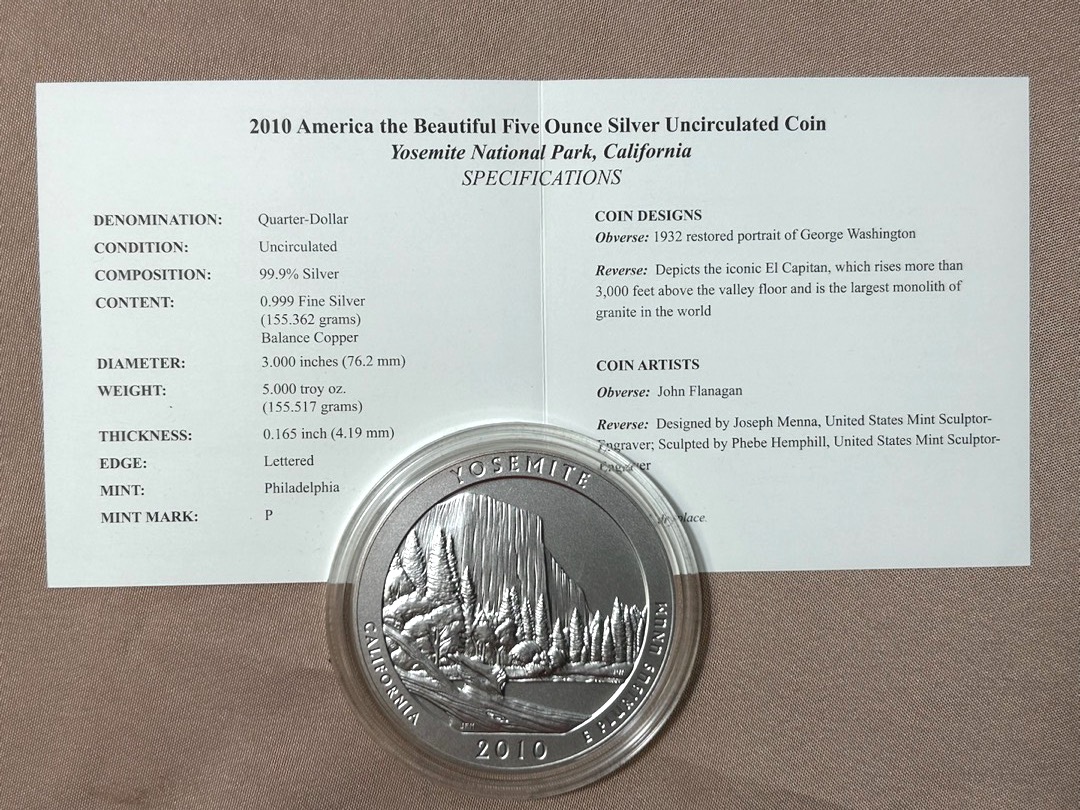 2010 America the Beautiful Five Ounce Silver Uncirculated Coin
Yosemite National Park, California
SPECIFICATIONS
DENOMINATION: Quarter-Dollar
CONDITION: Uncirculated
COMPOSITION: 99.9% Silver
CONTENT: 0.999 Fine Silver
(155.362 grams)
Balance Copper
DIAMETER: 3.000 inches (76.2 mm)
WEIGHT: 5.000 troy oz.
(155.517 grams)
THICKNESS: 0.165 inch (4.19 mm)
EDGE: Lettered
MINT: Philadelphia
MINT MARK: P
COIN DESIGNS
Obverse: 1932 restored portrait of George Washington
Reverse: Depicts the iconic El Capitan, which rises more than
3,000 feet above the valley floor and is the largest monolith of
granite in the world
COIN ARTISTS
Obverse: John Flanagan
Reverse: Designed by Joseph Menna, United States Mint Sculptor-
Engraver; Sculpted by Phebe Hemphill, United States Mint Sculptor-
Engraver
place.
YOSEMITE
CALIFORNIA
2010
E PLURIBUS UNUM